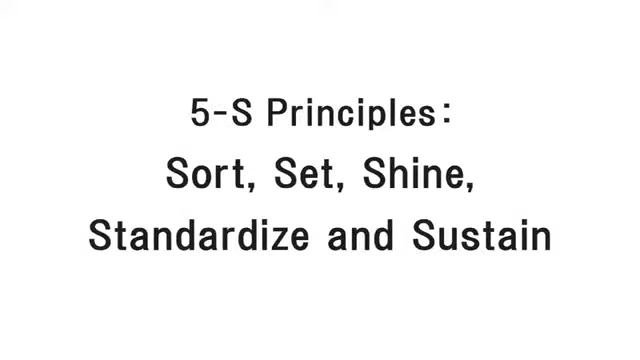 5-S Principles:
Sort, Set, Shine,
Standardize and Sustain